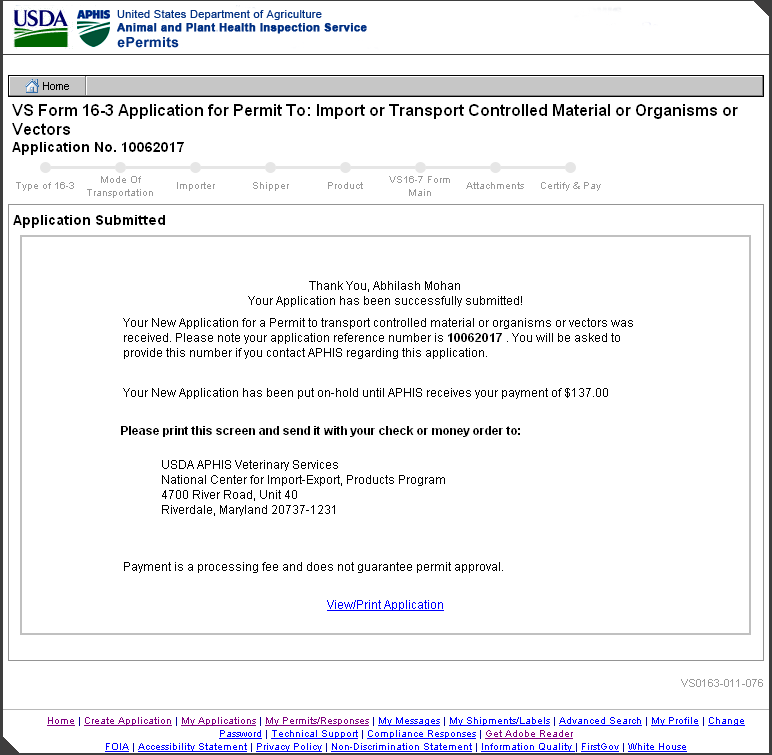 USDA APHIS United States Department of Agriculture
Animal and Plant Health Inspection Service
ePermits
Home
VS Form 16-3 Application for Permit To: Import or Transport Controlled Material or Organisms or
Vectors
Application No. 10062017
Type of 16-3 Mode Of Transportation Importer Shipper Product VS16-7 Form Main Attachments Certify & Pay
Application Submitted
Thank You, Abhilash Mohan
Your Application has been successfully submitted!
Your New Application for a Permit to transport controlled material or organisms or vectors was
received. Please note your application reference number is 10062017 . You will be asked to
provide this number if you contact APHIS regarding this application.
Your New Application has been put on-hold until APHIS receives your payment of $137.00
Please print this screen and send it with your check or money order to:
USDA APHIS Veterinary Services
National Center for Import-Export, Products Program
4700 River Road, Unit 40
Riverdale, Maryland 20737-1231
Payment is a processing fee and does not guarantee permit approval.
View/Print Application
VS0163-011-076
Home | Create Application | My Applications | My Permits/Responses | My Messages | My Shipments/Labels | Advanced Search | My Profile | Change
Password | Technical Support | Compliance Responses | Get Adobe Reader
FOIA | Accessibility Statement | Privacy Policy | Non-Discrimination Statement | Information Quality | FirstGov | White House